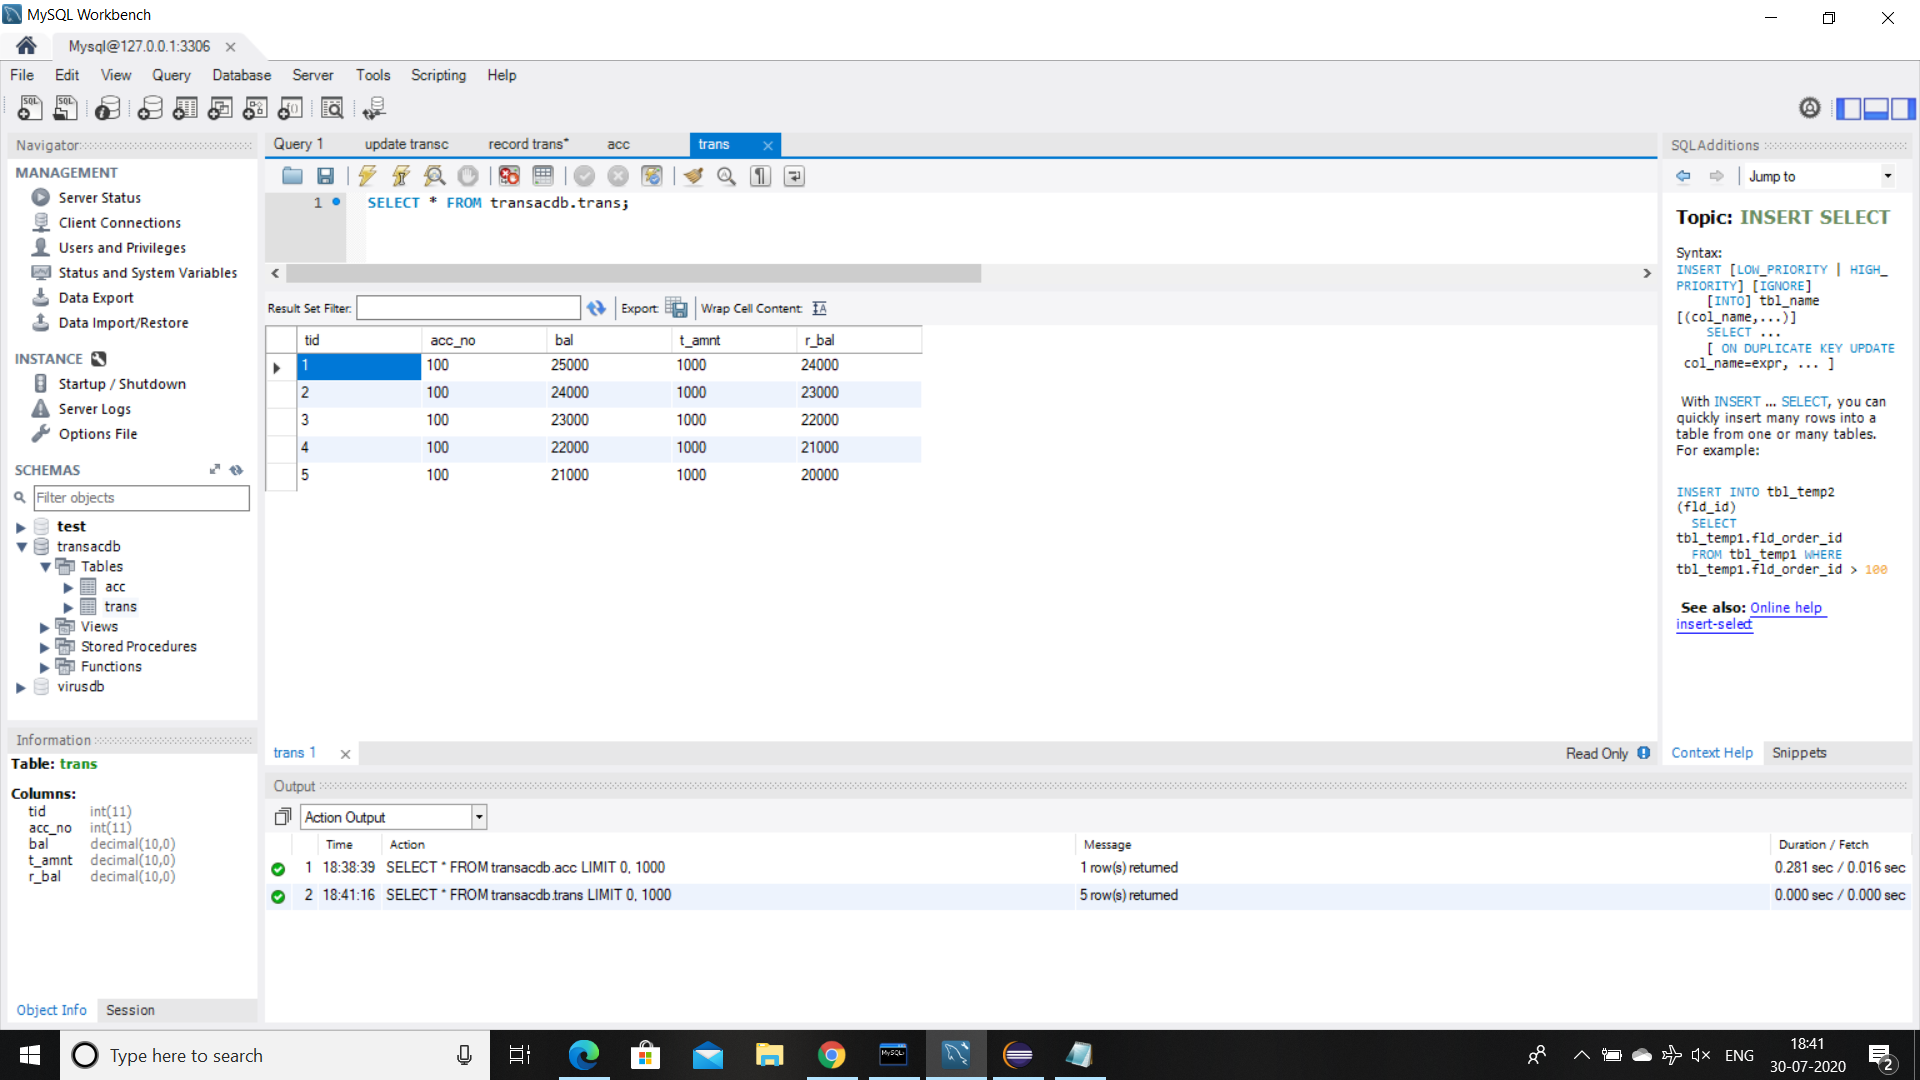 MySQL Workbench
Mysql@127.0.0.1:3306
File Edit View Query Database Server Tools Scripting Help
Navigator
MANAGEMENT
Server Status
Client Connections
Users and Privileges
Status and System Variables
Data Export
Data Import/Restore
INSTANCE
Startup / Shutdown
Server Logs
Options File
SCHEMAS
Filter objects
test
transacdb
Tables
acc
trans
Views
Stored Procedures
Functions
virusdb
Information
Table: trans
Columns:
tid int(11)
acc_no int(11)
bal decimal(10,0)
t_amnt decimal(10,0)
r_bal decimal(10,0)
Object Info Session
Query 1 update transc record trans* acc trans
1 SELECT * FROM transacdb.trans;
Result Set Filter: Export: Wrap Cell Content:
tid acc_no bal t_amnt r_bal
1 100 25000 1000 24000
2 100 24000 1000 23000
3 100 23000 1000 22000
4 100 22000 1000 21000
5 100 21000 1000 20000
trans 1 Read Only
Output
Action Output
Time Action Message Duration / Fetch
1 18:38:39 SELECT * FROM transacdb.acc LIMIT 0, 1000 1 row(s) returned 0.281 sec / 0.016 sec
2 18:41:16 SELECT * FROM transacdb.trans LIMIT 0, 1000 5 row(s) returned 0.000 sec / 0.000 sec
SQLAdditions
Jump to
Topic: INSERT SELECT
Syntax:
INSERT [LOW_PRIORITY | HIGH_
PRIORITY] [IGNORE]
[INTO] tbl_name
[(col_name,...)]
SELECT ...
[ ON DUPLICATE KEY UPDATE
col_name=expr, ... ]
With INSERT ... SELECT, you can
quickly insert many rows into a
table from one or many tables.
For example:
INSERT INTO tbl_temp2
(fld_id)
SELECT
tbl_temp1.fld_order_id
FROM tbl_temp1 WHERE
tbl_temp1.fld_order_id > 100
See also: Online help
insert-select
Context Help Snippets
Type here to search
ENG
18:41
30-07-2020
2